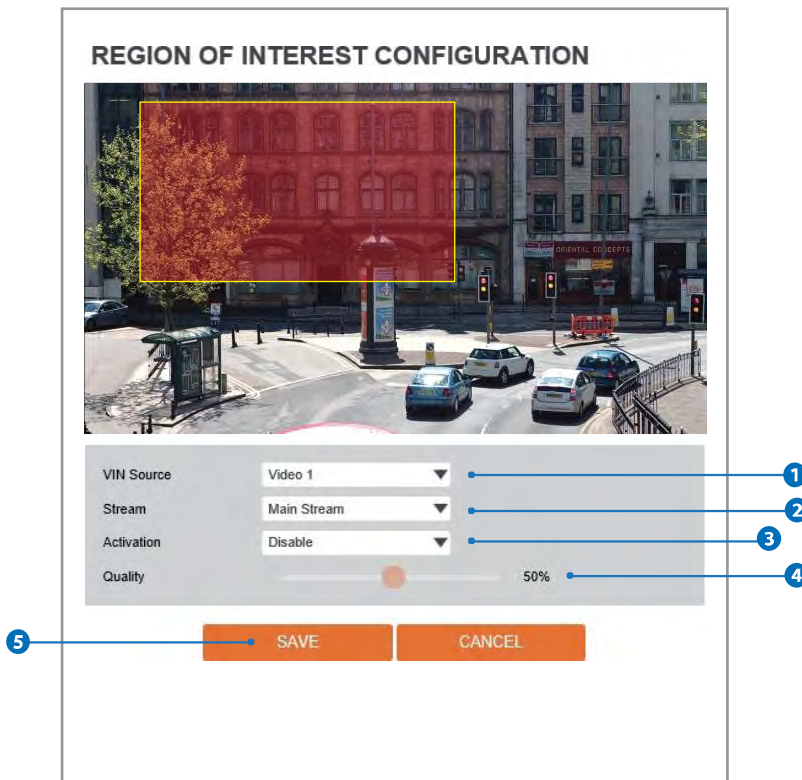 REGION OF INTEREST CONFIGURATION
ORIENTAL CONCEPTS
VIN Source Video 1 1
Stream Main Stream 2
Activation Disable 3
Quality 50% 4
5 SAVE CANCEL